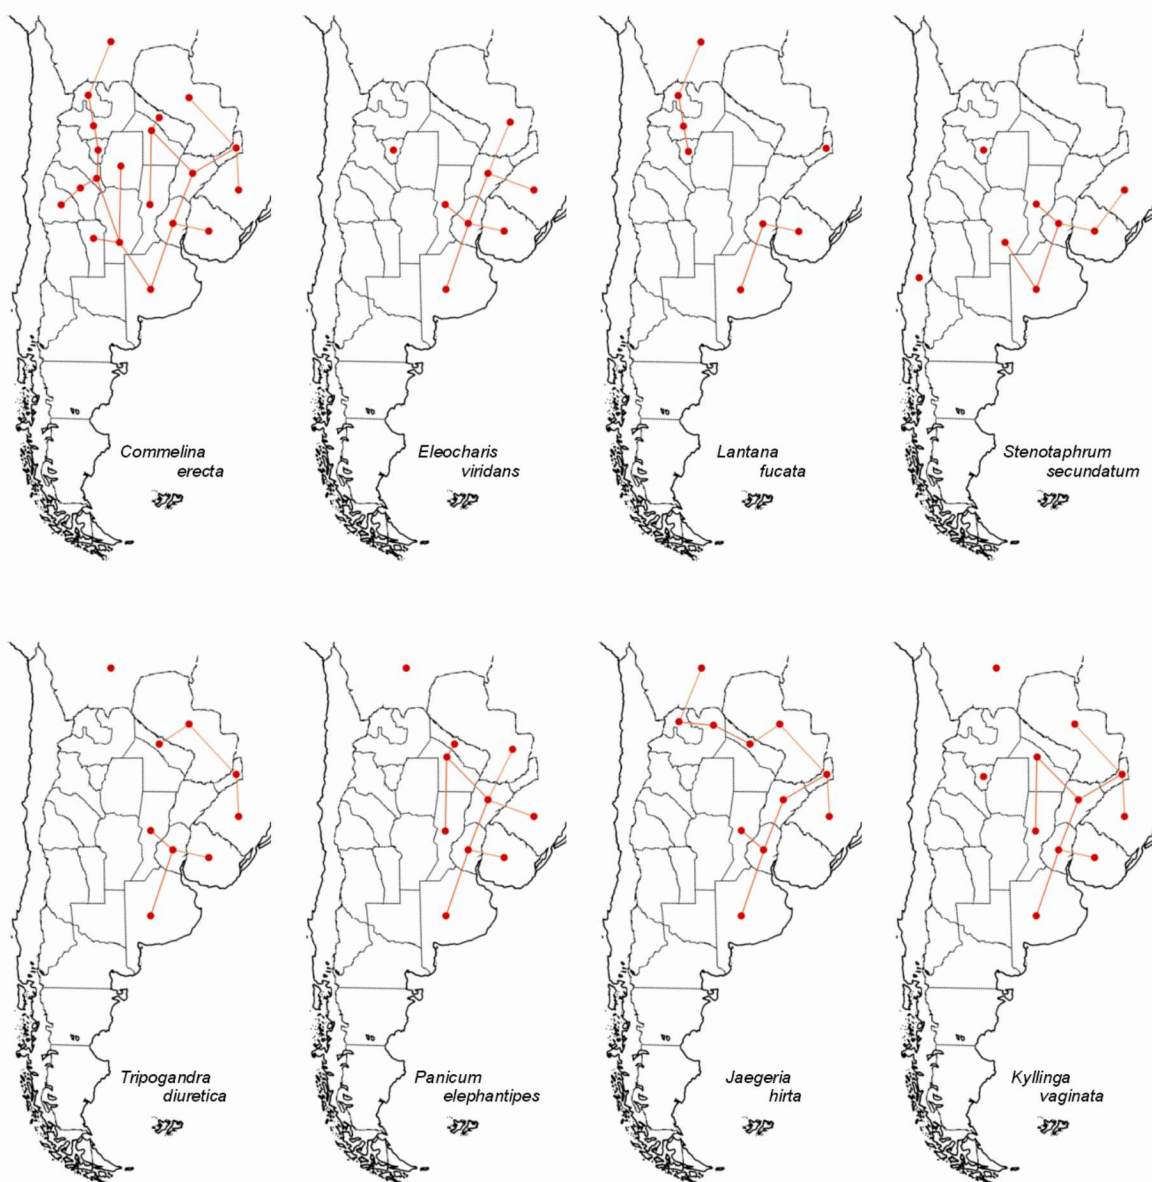 Commelina
erecta
Eleocharis
viridans
Lantana
fucata
Stenotaphrum
secundatum
Tripogandra
diuretica
Panicum
elephantipes
Jaegeria
hirta
Kyllinga
vaginata